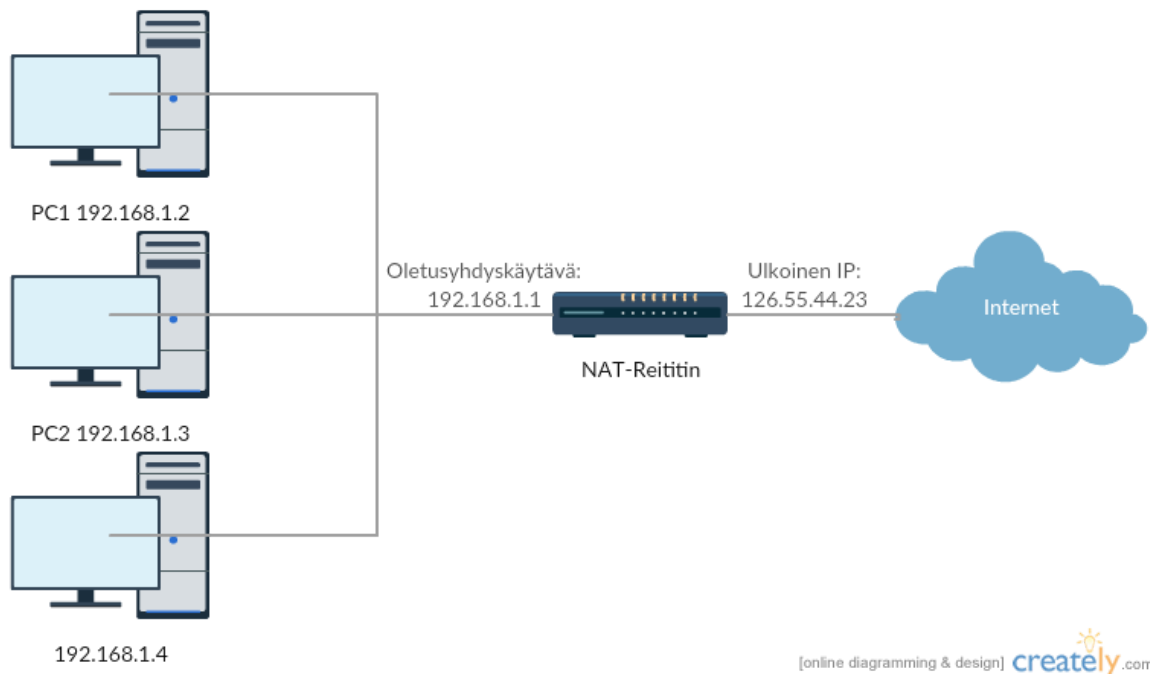 PC1 192.168.1.2
Oletusyhdyskäytävä:
192.168.1.1
Ulkoinen IP:
126.55.44.23
Internet
NAT-Reititin
PC2 192.168.1.3
192.168.1.4
[online diagramming & design] creately.com